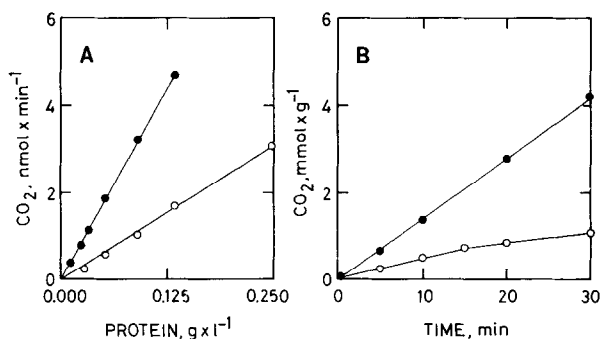 A
CO₂, nmol x min⁻¹
6
4
2
0
0.000
0.125
0.250
PROTEIN, g x l⁻¹
B
CO₂, mmol x g⁻¹
6
4
2
0
0
10
20
30
TIME, min